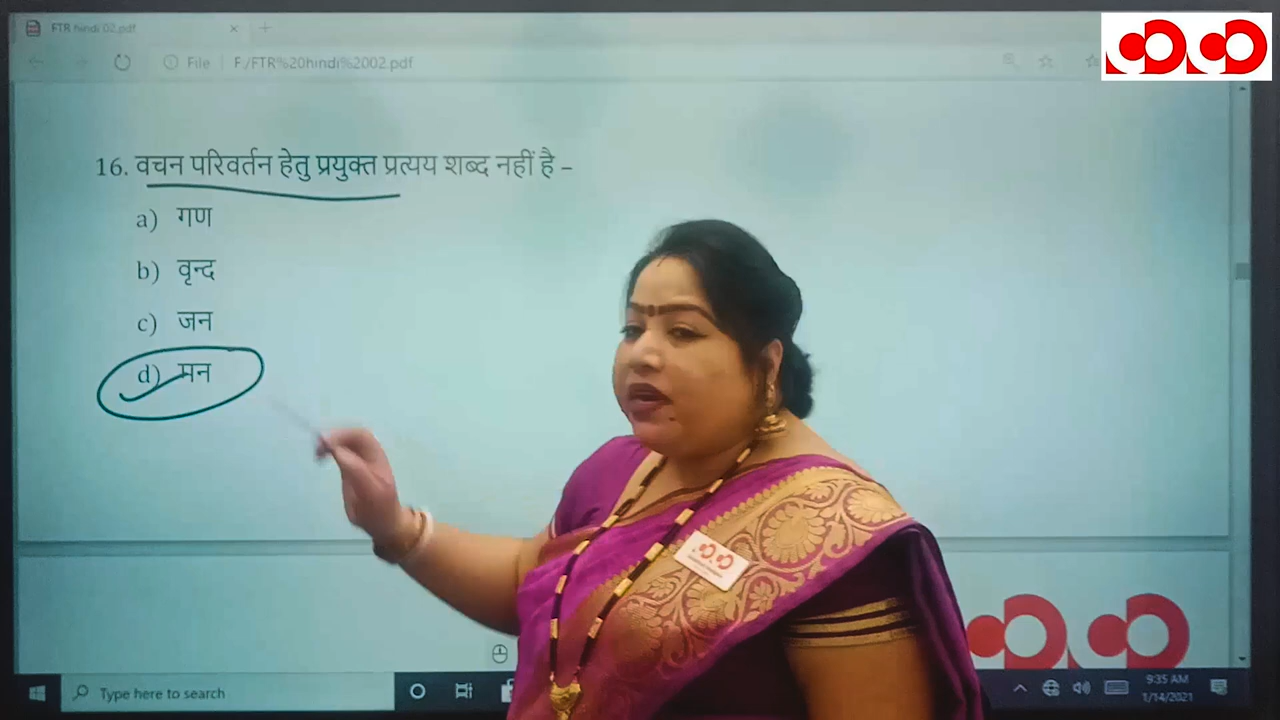 FTR hindi 02.pdf
File F:/FTR%20hindi%2002.pdf
16. वचन परिवर्तन हेतु प्रयुक्त प्रत्यय शब्द नहीं है –
a) गण
b) वृन्द
c) जन
d) मन
Type here to search
9:35 AM
1/14/2021